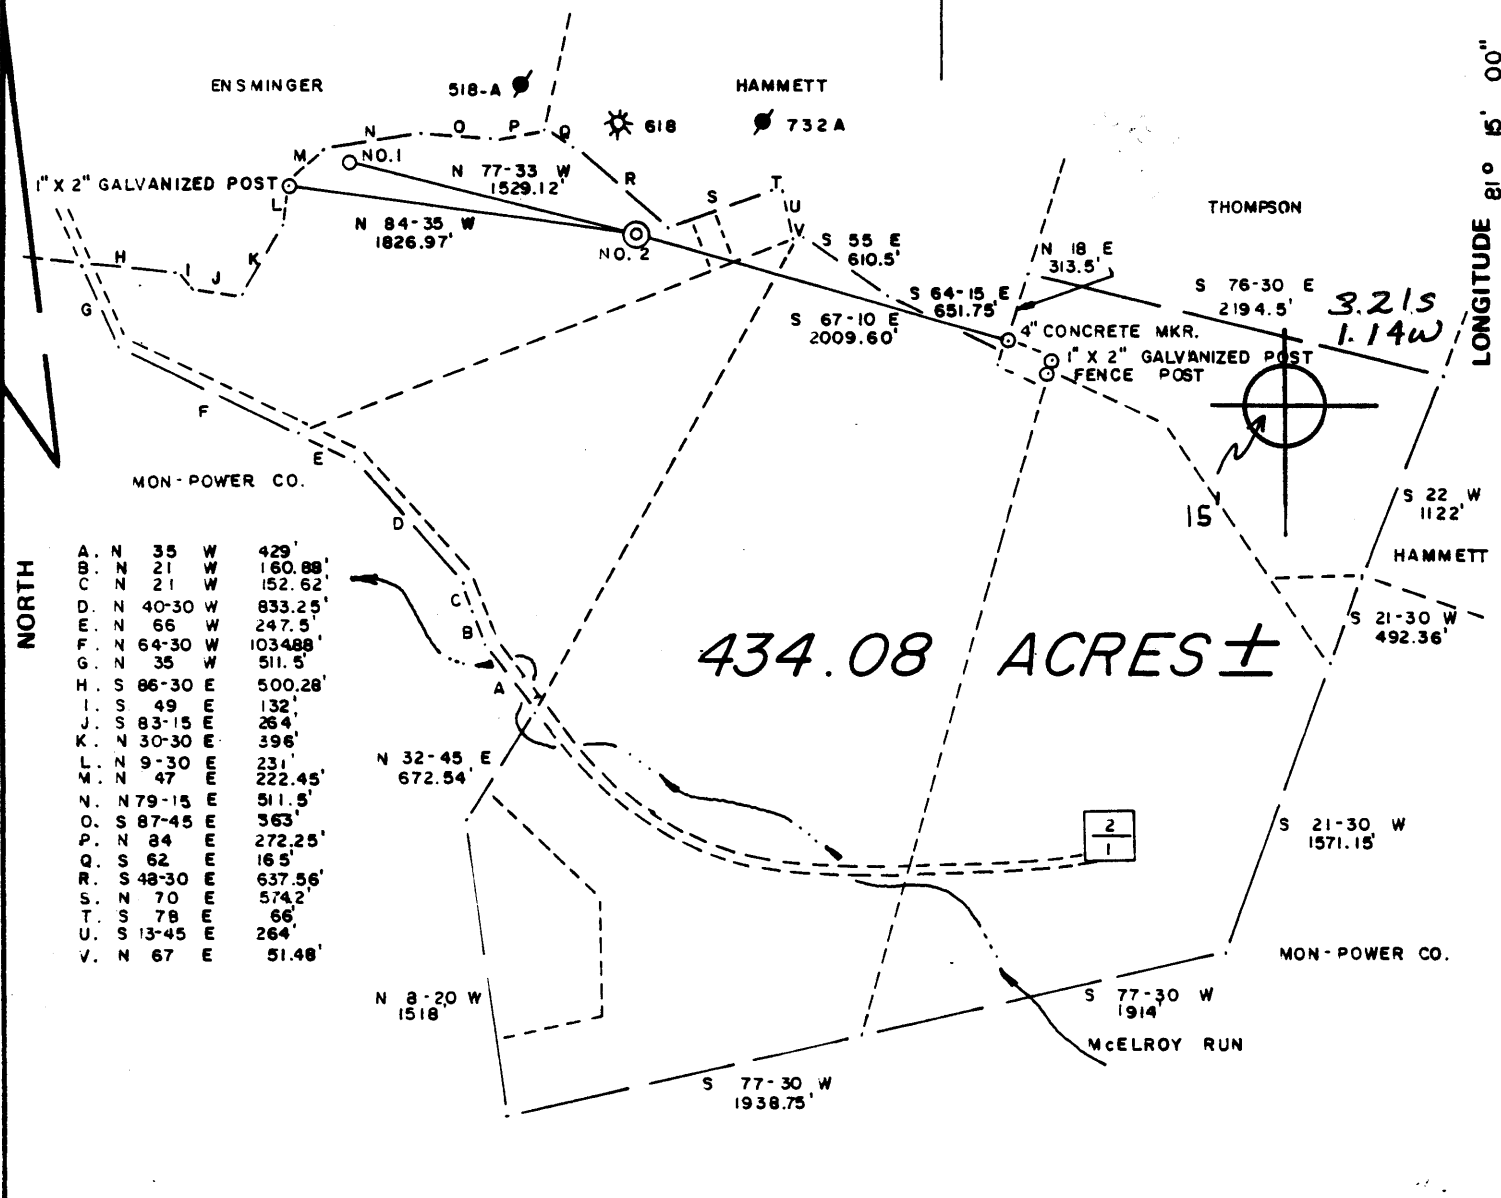 ENSMINGER
518-A
HAMMETT
618
732A
81° 15' 00"
LONGITUDE
M N O P Q
NO. 1
N 77-33 W
1529.12'
1" X 2" GALVANIZED POST
L
N 84-35 W
1826.97'
NO. 2
R S T U V
THOMPSON
S 55 E
610.5'
N 18 E
313.5'
S 64-15 E
651.75'
S 67-10 E
2009.60'
S 76-30 E
2194.5'
3.21S
1.14W
4" CONCRETE MKR.
1" X 2" GALVANIZED POST
FENCE POST
H I J K
G
F
E
D
C
B
A
MON-POWER CO.
15'
S 22 W
1122'
HAMMETT
S 21-30 W
492.36'
NORTH
A. N 35 W 429'
B. N 21 W 160.88'
C N 21 W 152.62'
D. N 40-30 W 833.25'
E. N 66 W 247.5'
F. N 64-30 W 1034.88'
G. N 35 W 511.5'
H. S 86-30 E 500.28'
I. S 49 E 132'
J. S 83-15 E 264'
K. N 30-30 E 396'
L. N 9-30 E 231'
M. N 47 E 222.45'
N. N 79-15 E 511.5'
O. S 87-45 E 363'
P. N 84 E 272.25'
Q. S 62 E 165'
R. S 48-30 E 637.56'
S. N 70 E 574.2'
T. S 78 E 66'
U. S 13-45 E 264'
V. N 67 E 51.48'
434.08 ACRES ±
N 32-45 E
672.54'
2
1
S 21-30 W
1571.15'
MON-POWER CO.
N 8-20 W
1518'
S 77-30 W
1914'
McELROY RUN
S 77-30 W
1938.75'